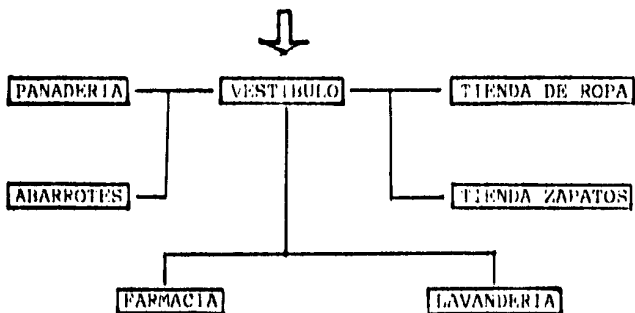 PANADERIA
VESTIBULO
TIENDA DE ROPA
ABARROTES
TIENDA ZAPATOS
FARMACIA
LAVANDERIA